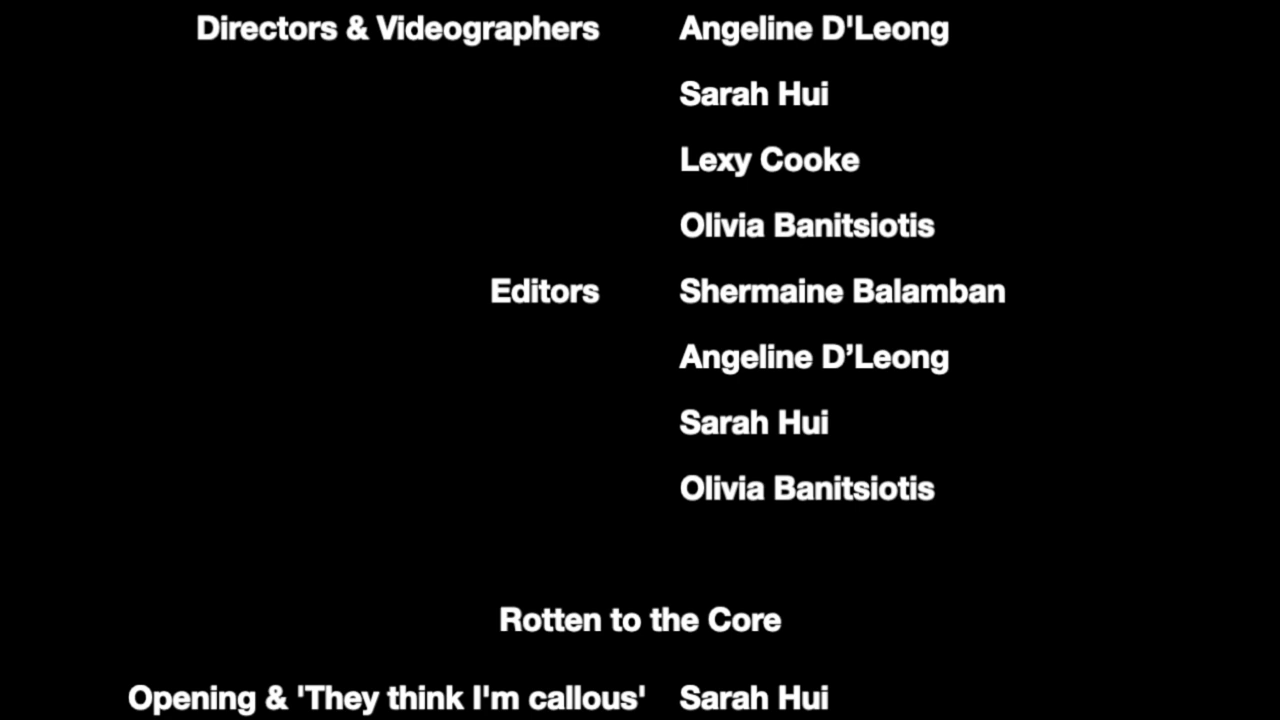 Directors & Videographers Angeline D'Leong
Sarah Hui
Lexy Cooke
Olivia Banitsiotis
Editors Shermaine Balamban
Angeline D’Leong
Sarah Hui
Olivia Banitsiotis
Rotten to the Core
Opening & 'They think I'm callous' Sarah Hui